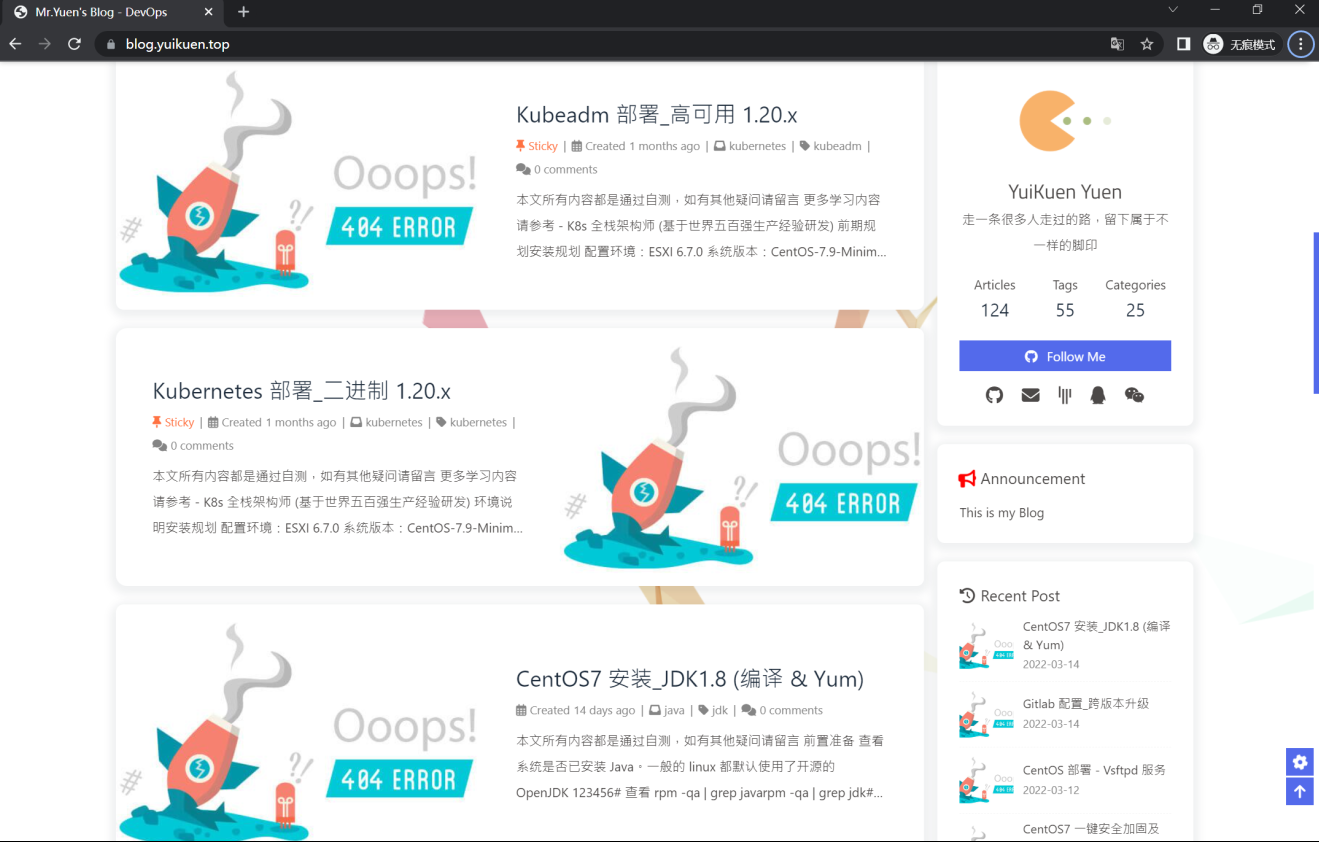 Mr.Yuen's Blog - DevOps
blog.yuikuen.top
无痕模式
Ooops!
404 ERROR
#
!?
Kubeadm 部署_高可用 1.20.x
Sticky | Created 1 months ago | kubernetes | kubeadm |
0 comments
本文所有内容都是通过自测，如有其他疑问请留言 更多学习内容
请参考 - K8s 全栈架构师 (基于世界五百强生产经验研发) 前期规
划安装规划 配置环境：ESXI 6.7.0 系统版本：CentOS-7.9-Minim...
Kubernetes 部署_二进制 1.20.x
Sticky | Created 1 months ago | kubernetes | kubernetes |
0 comments
本文所有内容都是通过自测，如有其他疑问请留言 更多学习内容
请参考 - K8s 全栈架构师 (基于世界五百强生产经验研发) 环境说
明安装规划 配置环境：ESXI 6.7.0 系统版本：CentOS-7.9-Minim...
Ooops!
404 ERROR
#
!?
Ooops!
404 ERROR
#
!?
CentOS7 安装_JDK1.8 (编译 & Yum)
Created 14 days ago | java | jdk | 0 comments
本文所有内容都是通过自测，如有其他疑问请留言 前置准备 查看
系统是否已安装 Java。一般的 linux 都默认使用了开源的
OpenJDK 123456# 查看 rpm -qa | grep javarpm -qa | grep jdk#...
YuiKuen Yuen
走一条很多人走过的路，留下属于不
一样的脚印
Articles Tags Categories
124 55 25
Follow Me
Announcement
This is my Blog
Recent Post
CentOS7 安装_JDK1.8 (编译
& Yum)
2022-03-14
Gitlab 配置_跨版本升级
2022-03-14
CentOS 部署 - Vsftpd 服务
2022-03-12
CentOS7 一键安全加固及